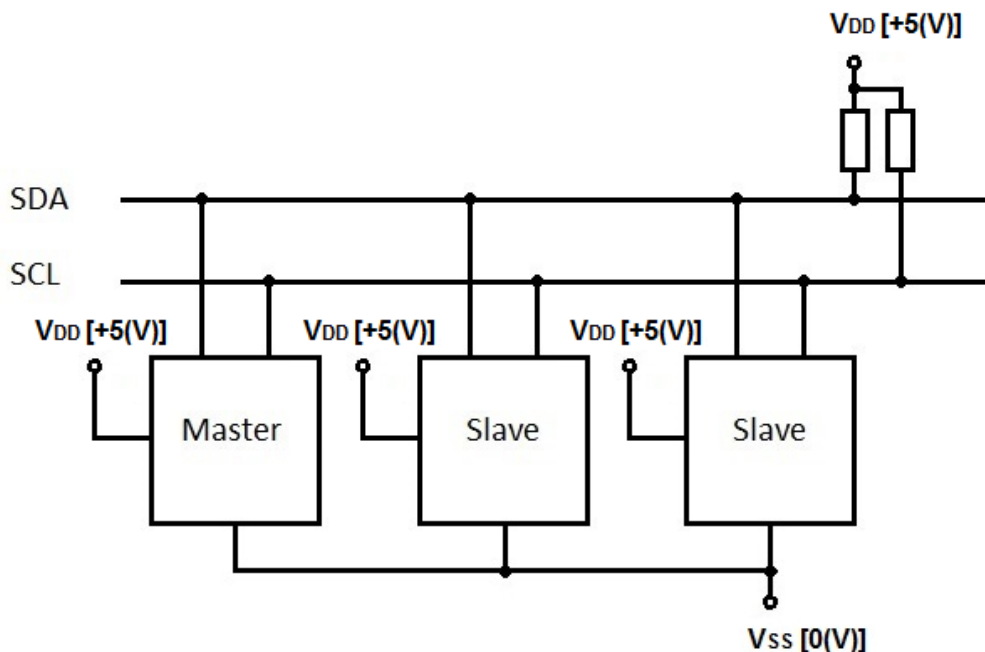 VDD [+5(V)]
SDA
SCL
VDD [+5(V)]
VDD [+5(V)]
VDD [+5(V)]
Master
Slave
Slave
VSS [0(V)]